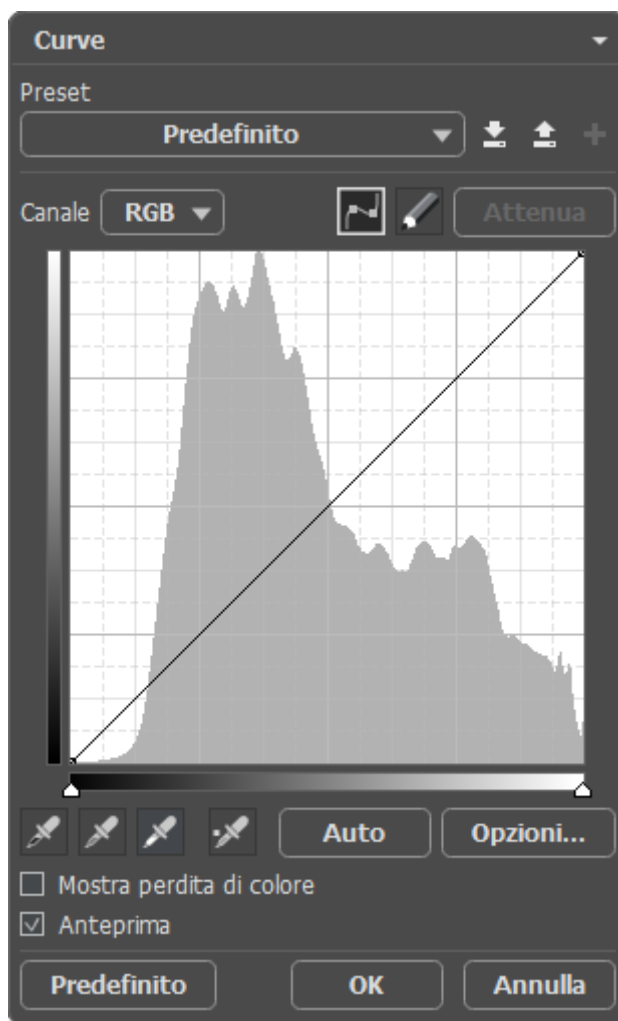 Curve
Preset
Predefinito
Canale RGB Attenua
Auto Opzioni...
Mostra perdita di colore
Anteprima
Predefinito OK Annulla